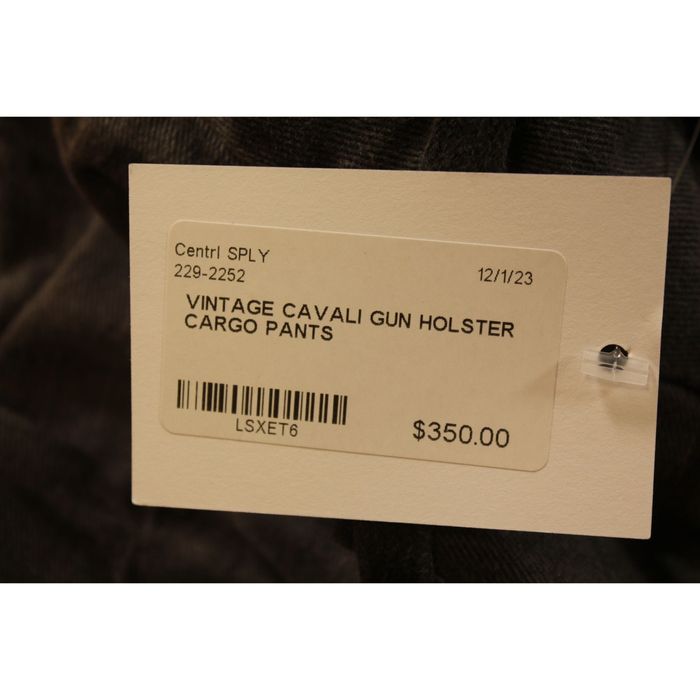 Centrl SPLY
229-2252 12/1/23
VINTAGE CAVALI GUN HOLSTER
CARGO PANTS
LSXET6
$350.00